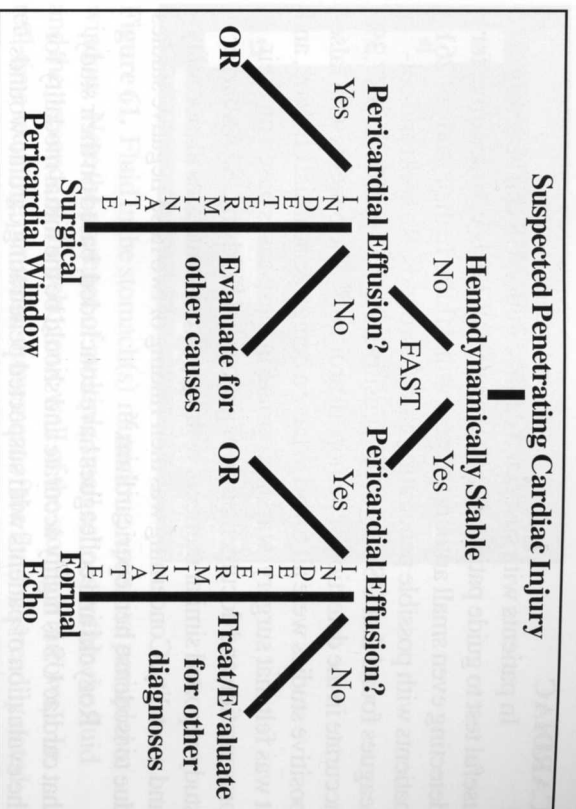 Suspected Penetrating Cardiac Injury
Hemodynamically Stable
No
Yes
FAST
Pericardial Effusion?
Pericardial Effusion?
Yes
No
Yes
No
INDETERMINATE
INDETERMINATE
OR
Evaluate for
other causes
OR
Treat/Evaluate
for other
diagnoses
Surgical
Pericardial Window
Formal
Echo